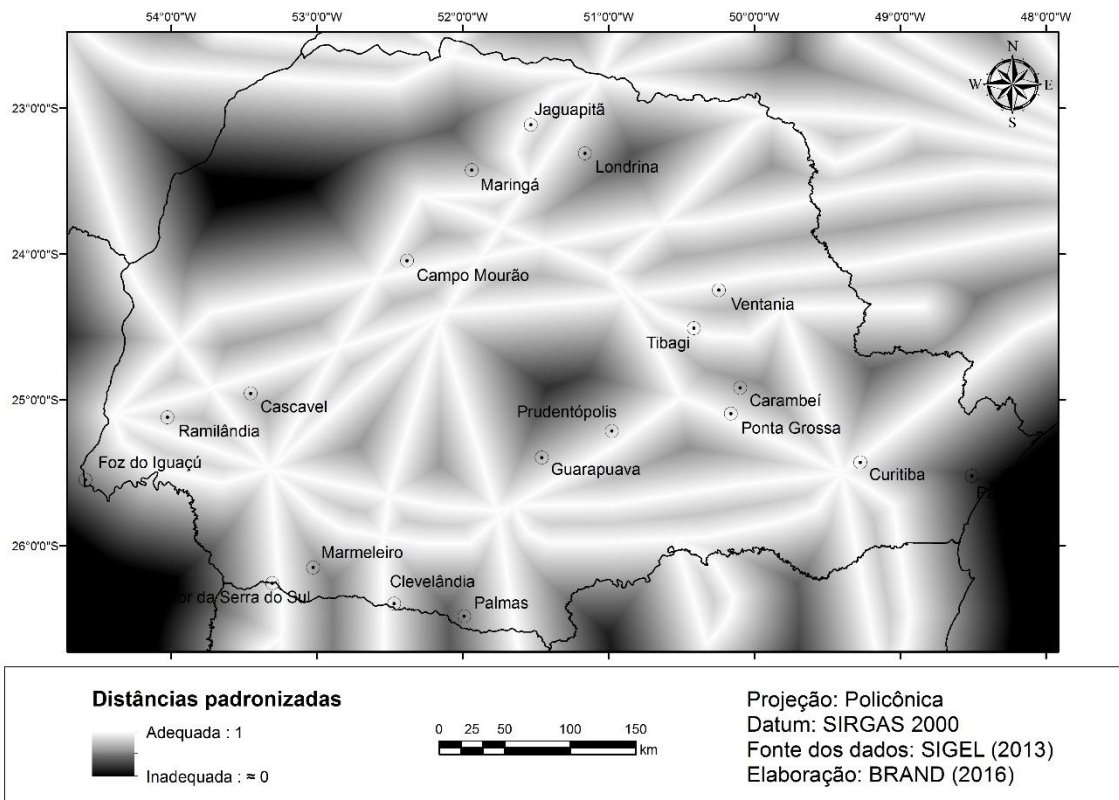 54°0'0"W 53°0'0"W 52°0'0"W 51°0'0"W 50°0'0"W 49°0'0"W 48°0'0"W
N
W E
S
23°0'0"S
Jaguapitã
Londrina
Maringá
24°0'0"S
Campo Mourão
Ventania
Tibagi
25°0'0"S
Cascavel
Carambeí
Ramilândia
Prudentópolis
Ponta Grossa
Guarapuava
Foz do Iguaçú
Curitiba
26°0'0"S
Marmeleiro
Clevelândia
da Serra do Sul
Palmas
Distâncias padronizadas
Adequada : 1
Inadequada : ≈ 0
0 25 50 100 150
km
Projeção: Policônica
Datum: SIRGAS 2000
Fonte dos dados: SIGEL (2013)
Elaboração: BRAND (2016)